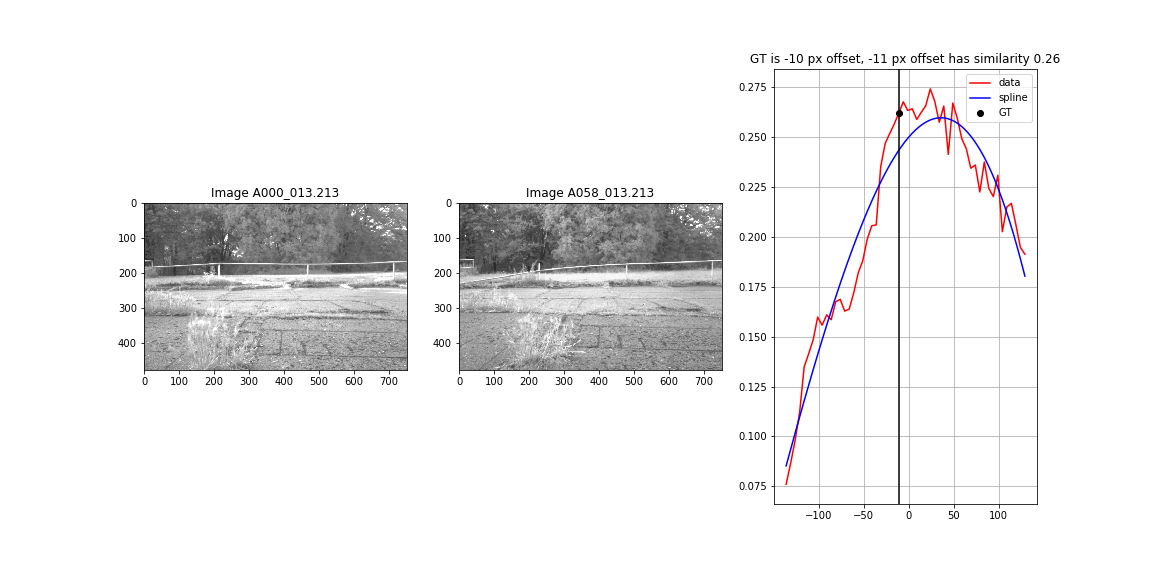 GT is -10 px offset, -11 px offset has similarity 0.26
Image A000_013.213
Image A058_013.213
data
spline
GT
0
100
200
300
400
0 100 200 300 400 500 600 700
0
100
200
300
400
0 100 200 300 400 500 600 700
0.275
0.250
0.225
0.200
0.175
0.150
0.125
0.100
0.075
−100 −50 0 50 100